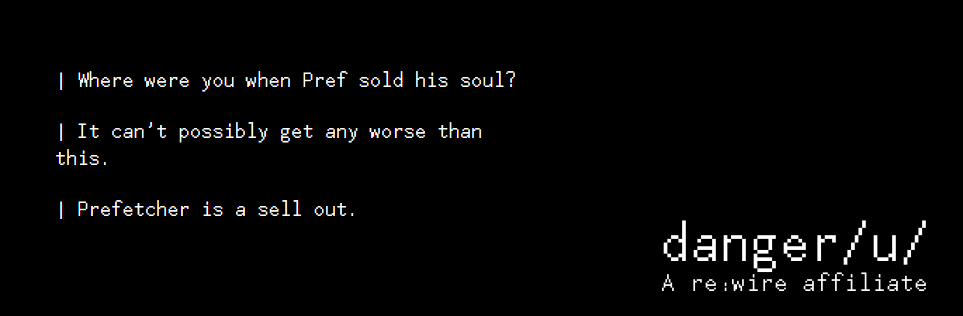 | Where were you when Pref sold his soul?
| It can't possibly get any worse than
this.
| Prefetcher is a sell out.
danger/u/
A re:wire affiliate